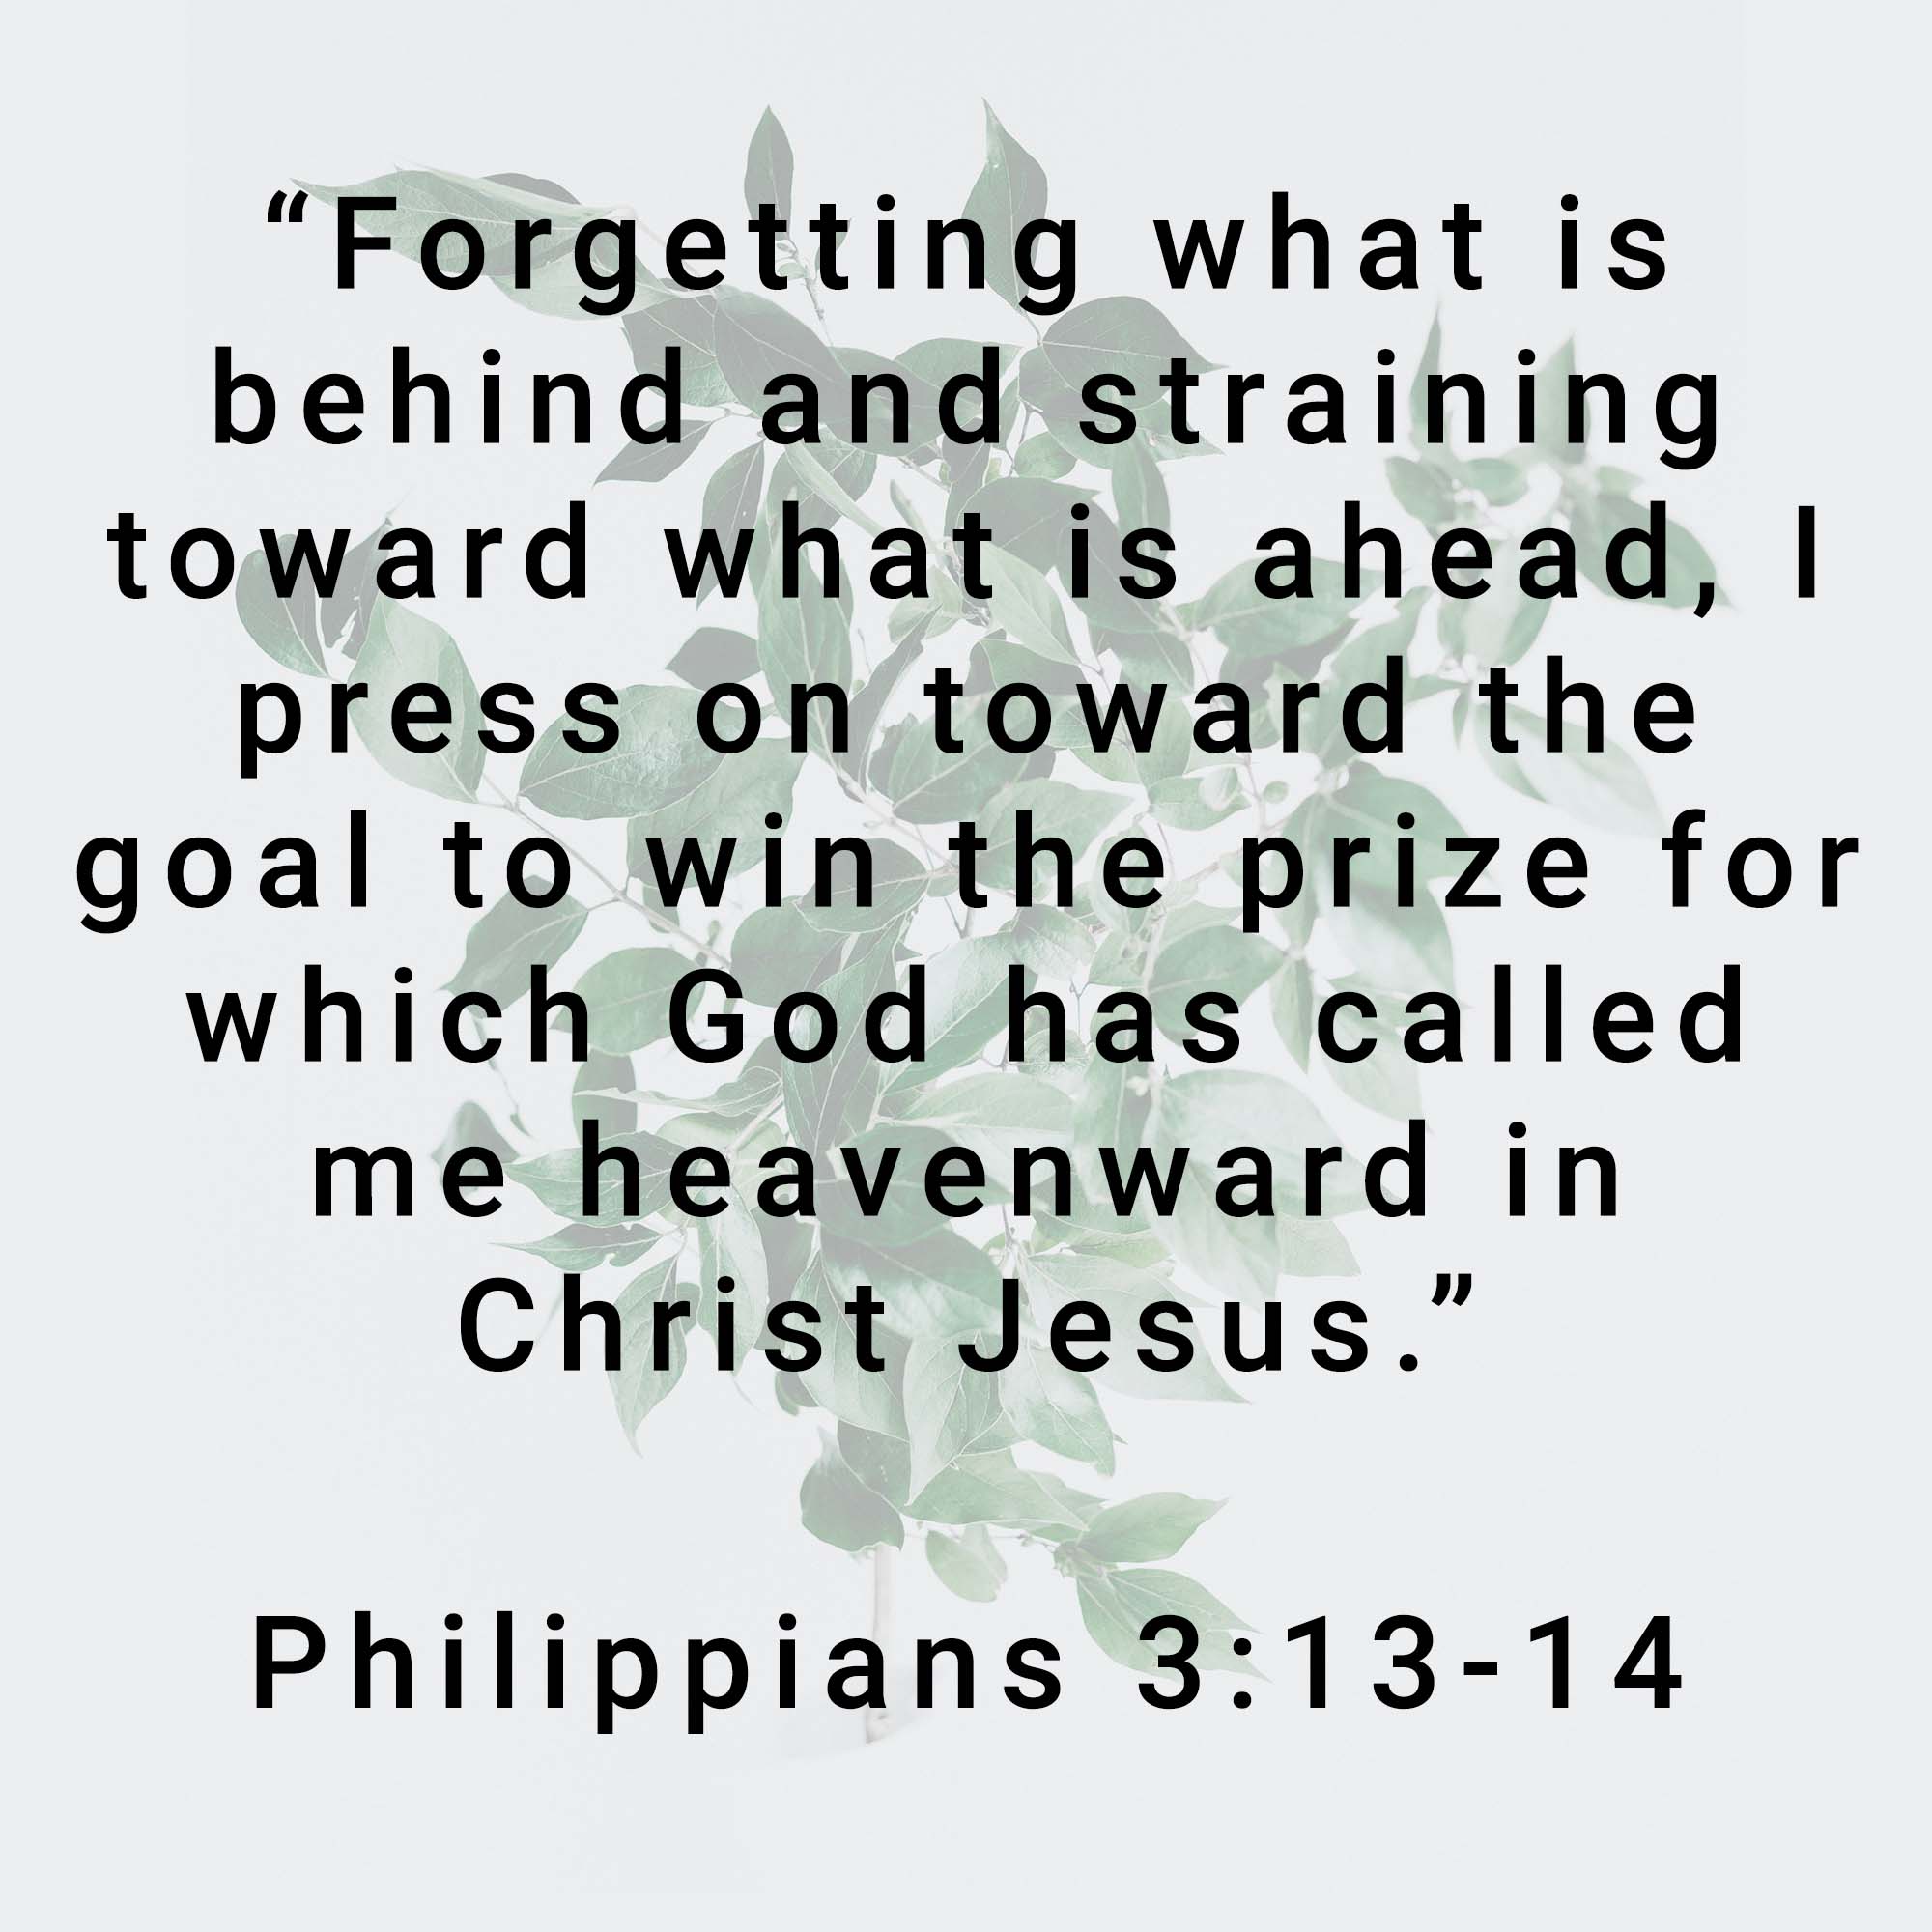 “Forgetting what is
behind and straining
toward what is ahead, I
press on toward the
goal to win the prize for
which God has called
me heavenward in
Christ Jesus.”
Philippians 3:13-14